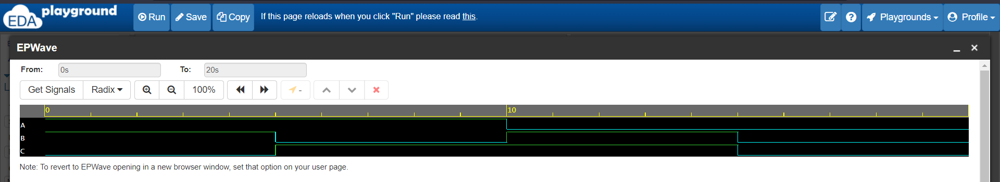 EDA playground
Run Save Copy If this page reloads when you click "Run" please read this. Playgrounds Profile
EPWave
From: 0s To: 20s
Get Signals Radix 100% -
0 10
A
B
C
Note: To revert to EPWave opening in a new browser window, set that option on your user page.